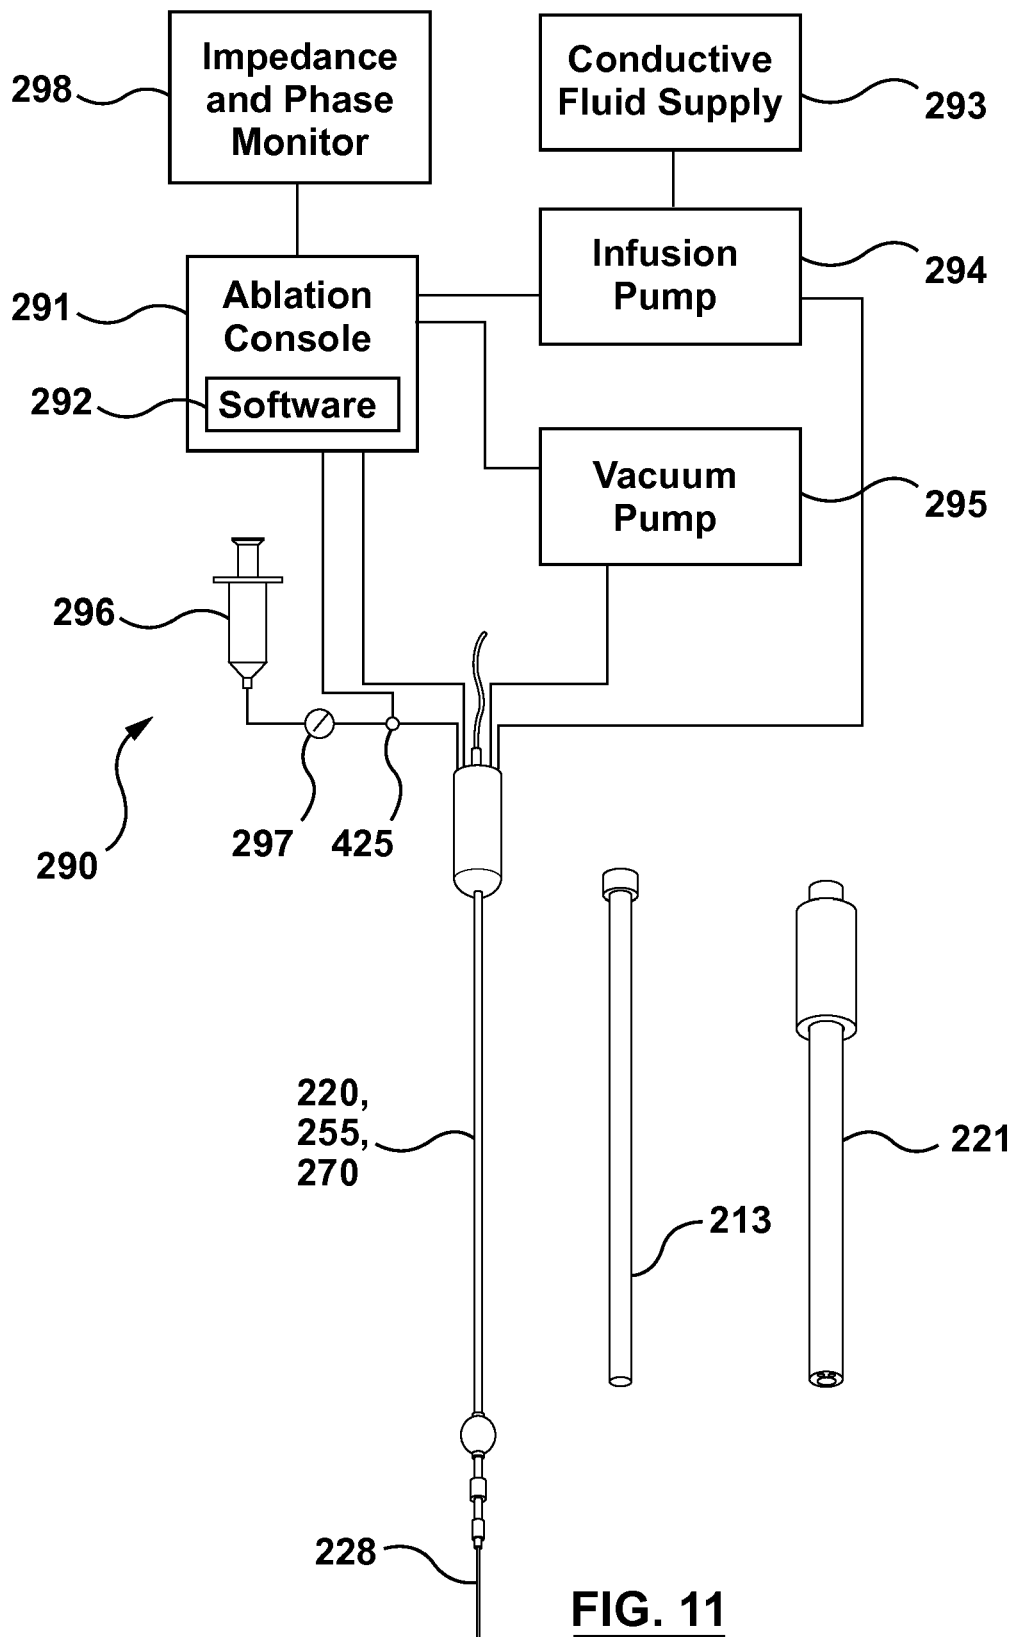 Impedance
and Phase
Monitor
298
Conductive
Fluid Supply
293
Infusion
Pump
294
Ablation
Console
291
Software
292
Vacuum
Pump
295
296
290
297
425
220,
255,
270
221
213
228
FIG. 11